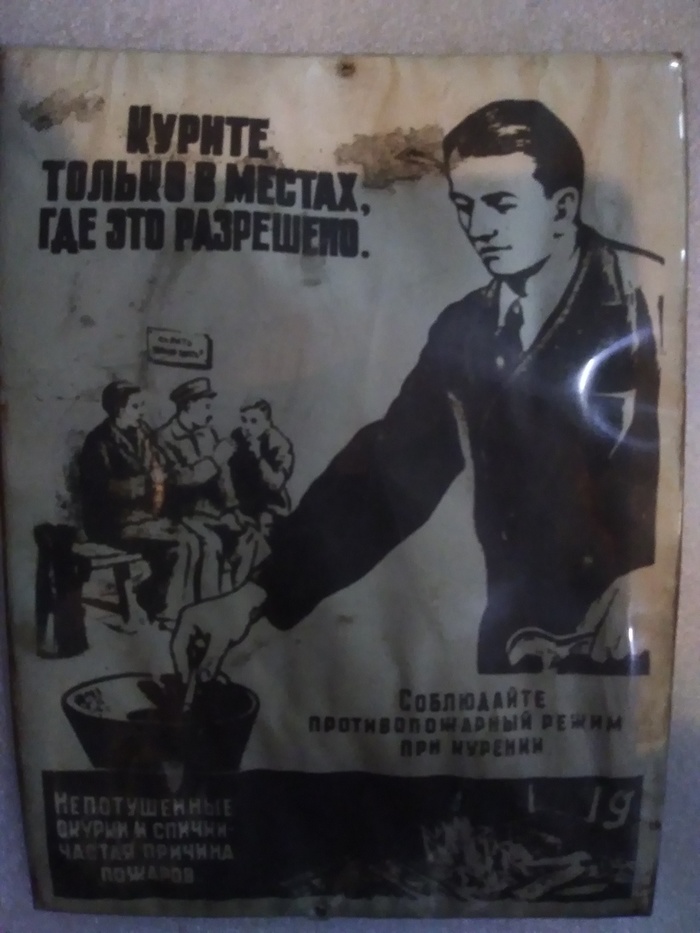 Курите
только в местах,
где это разрешено.
Соблюдайте
противопожарный режим
при курении
Непотушенные
окурки и спички-
частая причина
пожаров